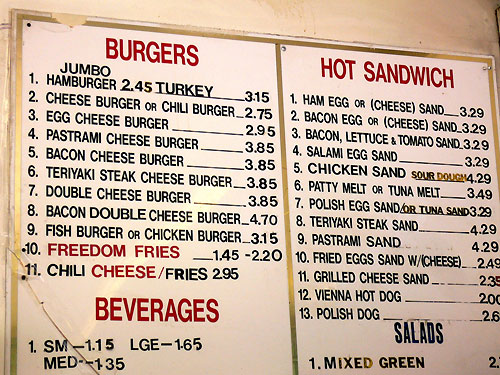 BURGERS
JUMBO
1. HAMBURGER 2.45 TURKEY 3.15
2. CHEESE BURGER OR CHILI BURGER 2.75
3. EGG CHEESE BURGER 2.95
4. PASTRAMI CHEESE BURGER 3.85
5. BACON CHEESE BURGER 3.85
6. TERIYAKI STEAK CHEESE BURGER 3.85
7. DOUBLE CHEESE BURGER 3.85
8. BACON DOUBLE CHEESE BURGER 4.70
9. FISH BURGER OR CHICKEN BURGER 3.15
10. FREEDOM FRIES 1.45 -2.20
11. CHILI CHEESE/FRIES 2.95
BEVERAGES
1. SM-1.15 LGE-1.65
MED-1.35
HOT SANDWICH
1. HAM EGG OR (CHEESE) SAND 3.29
2. BACON EGG OR (CHEESE) SAND 3.29
3. BACON, LETTUCE & TOMATO SAND. 3.29
4. SALAMI EGG SAND 3.29
5. CHICKEN SAND SOUR DOUGH 4.29
6. PATTY MELT OR TUNA MELT 3.49
7. POLISH EGG SAND/OR TUNA SAND 3.29
8. TERIYAKI STEAK SAND 4.29
9. PASTRAMI SAND 4.29
10. FRIED EGGS SAND W/(CHEESE) 2.49
11. GRILLED CHEESE SAND 2.35
12. VIENNA HOT DOG 2.00
13. POLISH DOG 2.6
SALADS
1. MIXED GREEN 2.